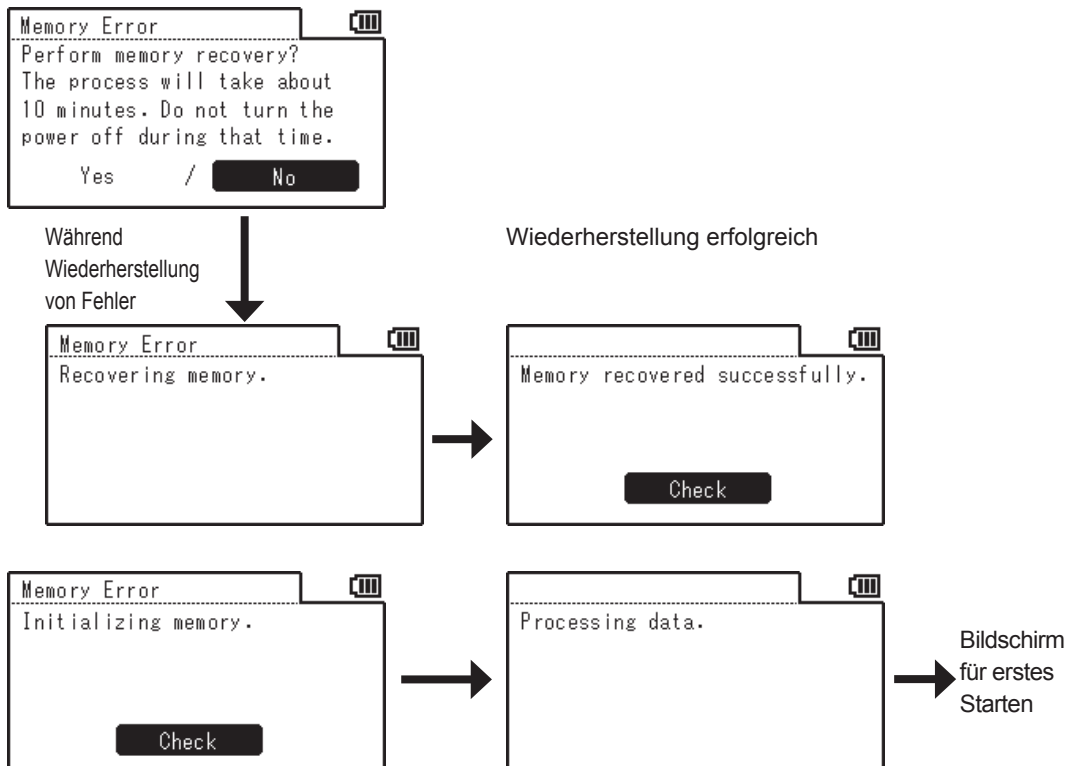 Memory Error
Perform memory recovery?
The process will take about
10 minutes. Do not turn the
power off during that time.
Yes / No
Während
Wiederherstellung
von Fehler
Wiederherstellung erfolgreich
Memory Error
Recovering memory.
Memory recovered successfully.
Check
Memory Error
Initializing memory.
Check
Processing data.
Bildschirm
für erstes
Starten